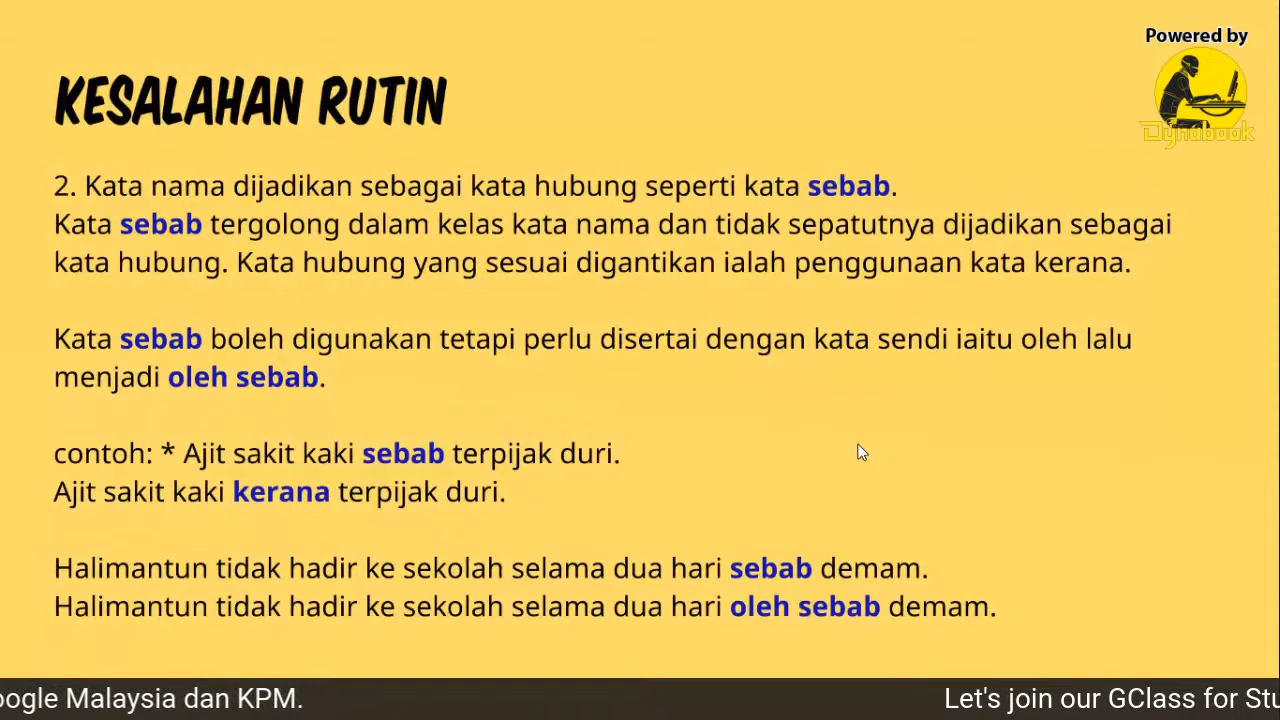 Powered by
Dynabook
KESALAHAN RUTIN
2. Kata nama dijadikan sebagai kata hubung seperti kata sebab.
Kata sebab tergolong dalam kelas kata nama dan tidak sepatutnya dijadikan sebagai
kata hubung. Kata hubung yang sesuai digantikan ialah penggunaan kata kerana.
Kata sebab boleh digunakan tetapi perlu disertai dengan kata sendi iaitu oleh lalu
menjadi oleh sebab.
contoh: * Ajit sakit kaki sebab terpijak duri.
Ajit sakit kaki kerana terpijak duri.
Halimantun tidak hadir ke sekolah selama dua hari sebab demam.
Halimantun tidak hadir ke sekolah selama dua hari oleh sebab demam.
oogle Malaysia dan KPM. Let's join our GClass for Stu